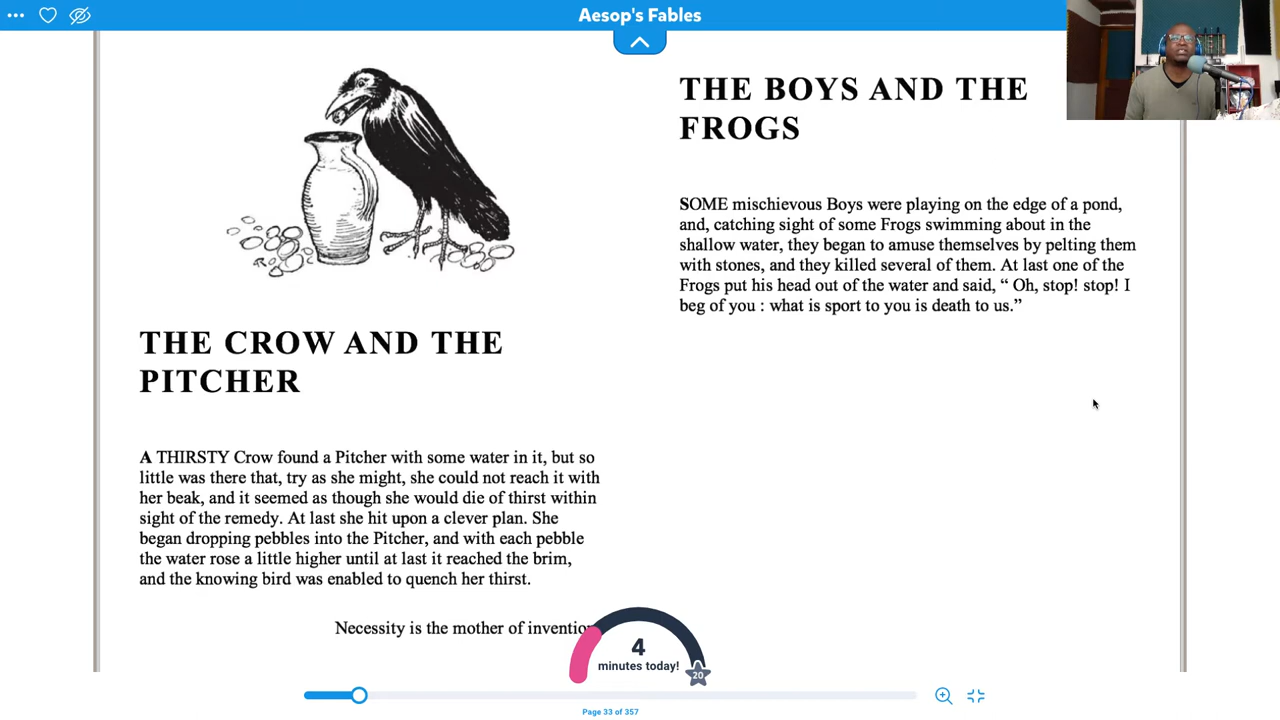 Aesop's Fables
THE CROW AND THE
PITCHER
A THIRSTY Crow found a Pitcher with some water in it, but so
little was there that, try as she might, she could not reach it with
her beak, and it seemed as though she would die of thirst within
sight of the remedy. At last she hit upon a clever plan. She
began dropping pebbles into the Pitcher, and with each pebble
the water rose a little higher until at last it reached the brim,
and the knowing bird was enabled to quench her thirst.
Necessity is the mother of
THE BOYS AND THE
FROGS
SOME mischievous Boys were playing on the edge of a pond,
and, catching sight of some Frogs swimming about in the
shallow water, they began to amuse themselves by pelting them
with stones, and they killed several of them. At last one of the
Frogs put his head out of the water and said, “ Oh, stop! stop! I
beg of you : what is sport to you is death to us.”
4
minutes today!
20
Page 33 of 357